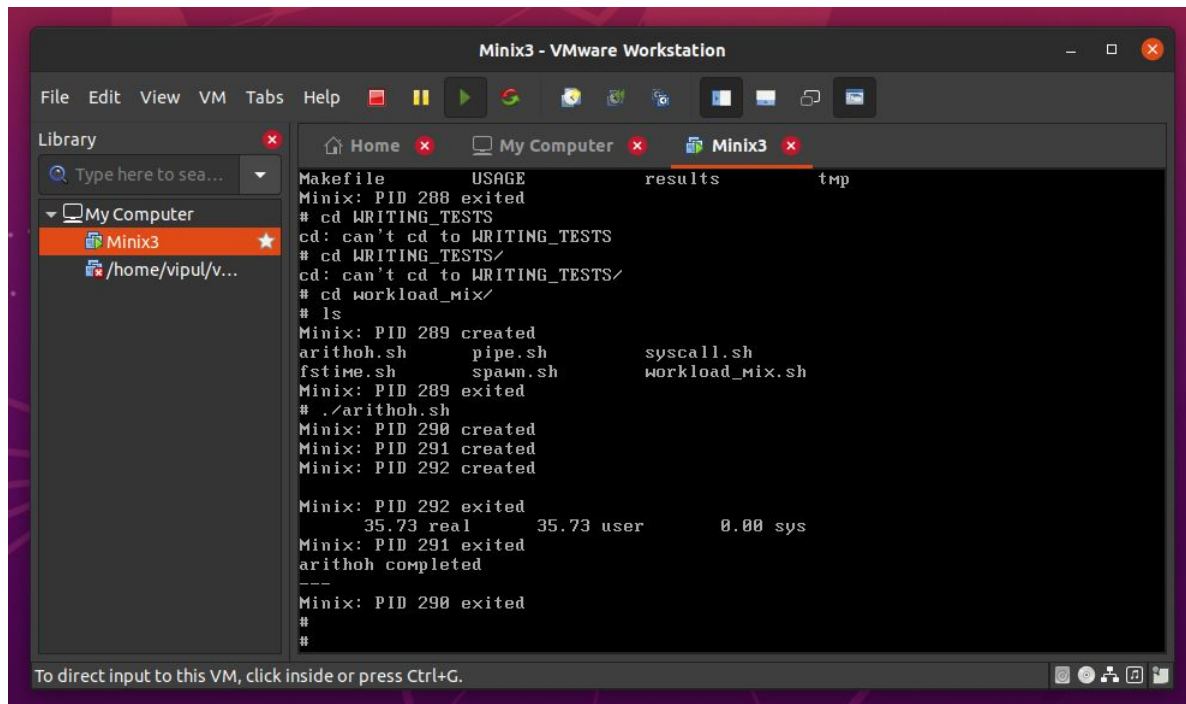 Minix3 - VMware Workstation
File Edit View VM Tabs Help
Library
Type here to sea...
My Computer
Minix3
/home/vipul/v...
Home My Computer Minix3
Makefile USAGE results tmp
Minix: PID 288 exited
# cd WRITING_TESTS
cd: can't cd to WRITING_TESTS
# cd WRITING_TESTS/
cd: can't cd to WRITING_TESTS/
# cd workload_mix/
# ls
Minix: PID 289 created
arithoh.sh pipe.sh syscall.sh
fstime.sh spawn.sh workload_mix.sh
Minix: PID 289 exited
# ./arithoh.sh
Minix: PID 290 created
Minix: PID 291 created
Minix: PID 292 created
Minix: PID 292 exited
35.73 real 35.73 user 0.00 sys
Minix: PID 291 exited
arithoh completed
---
Minix: PID 290 exited
#
#
To direct input to this VM, click inside or press Ctrl+G.